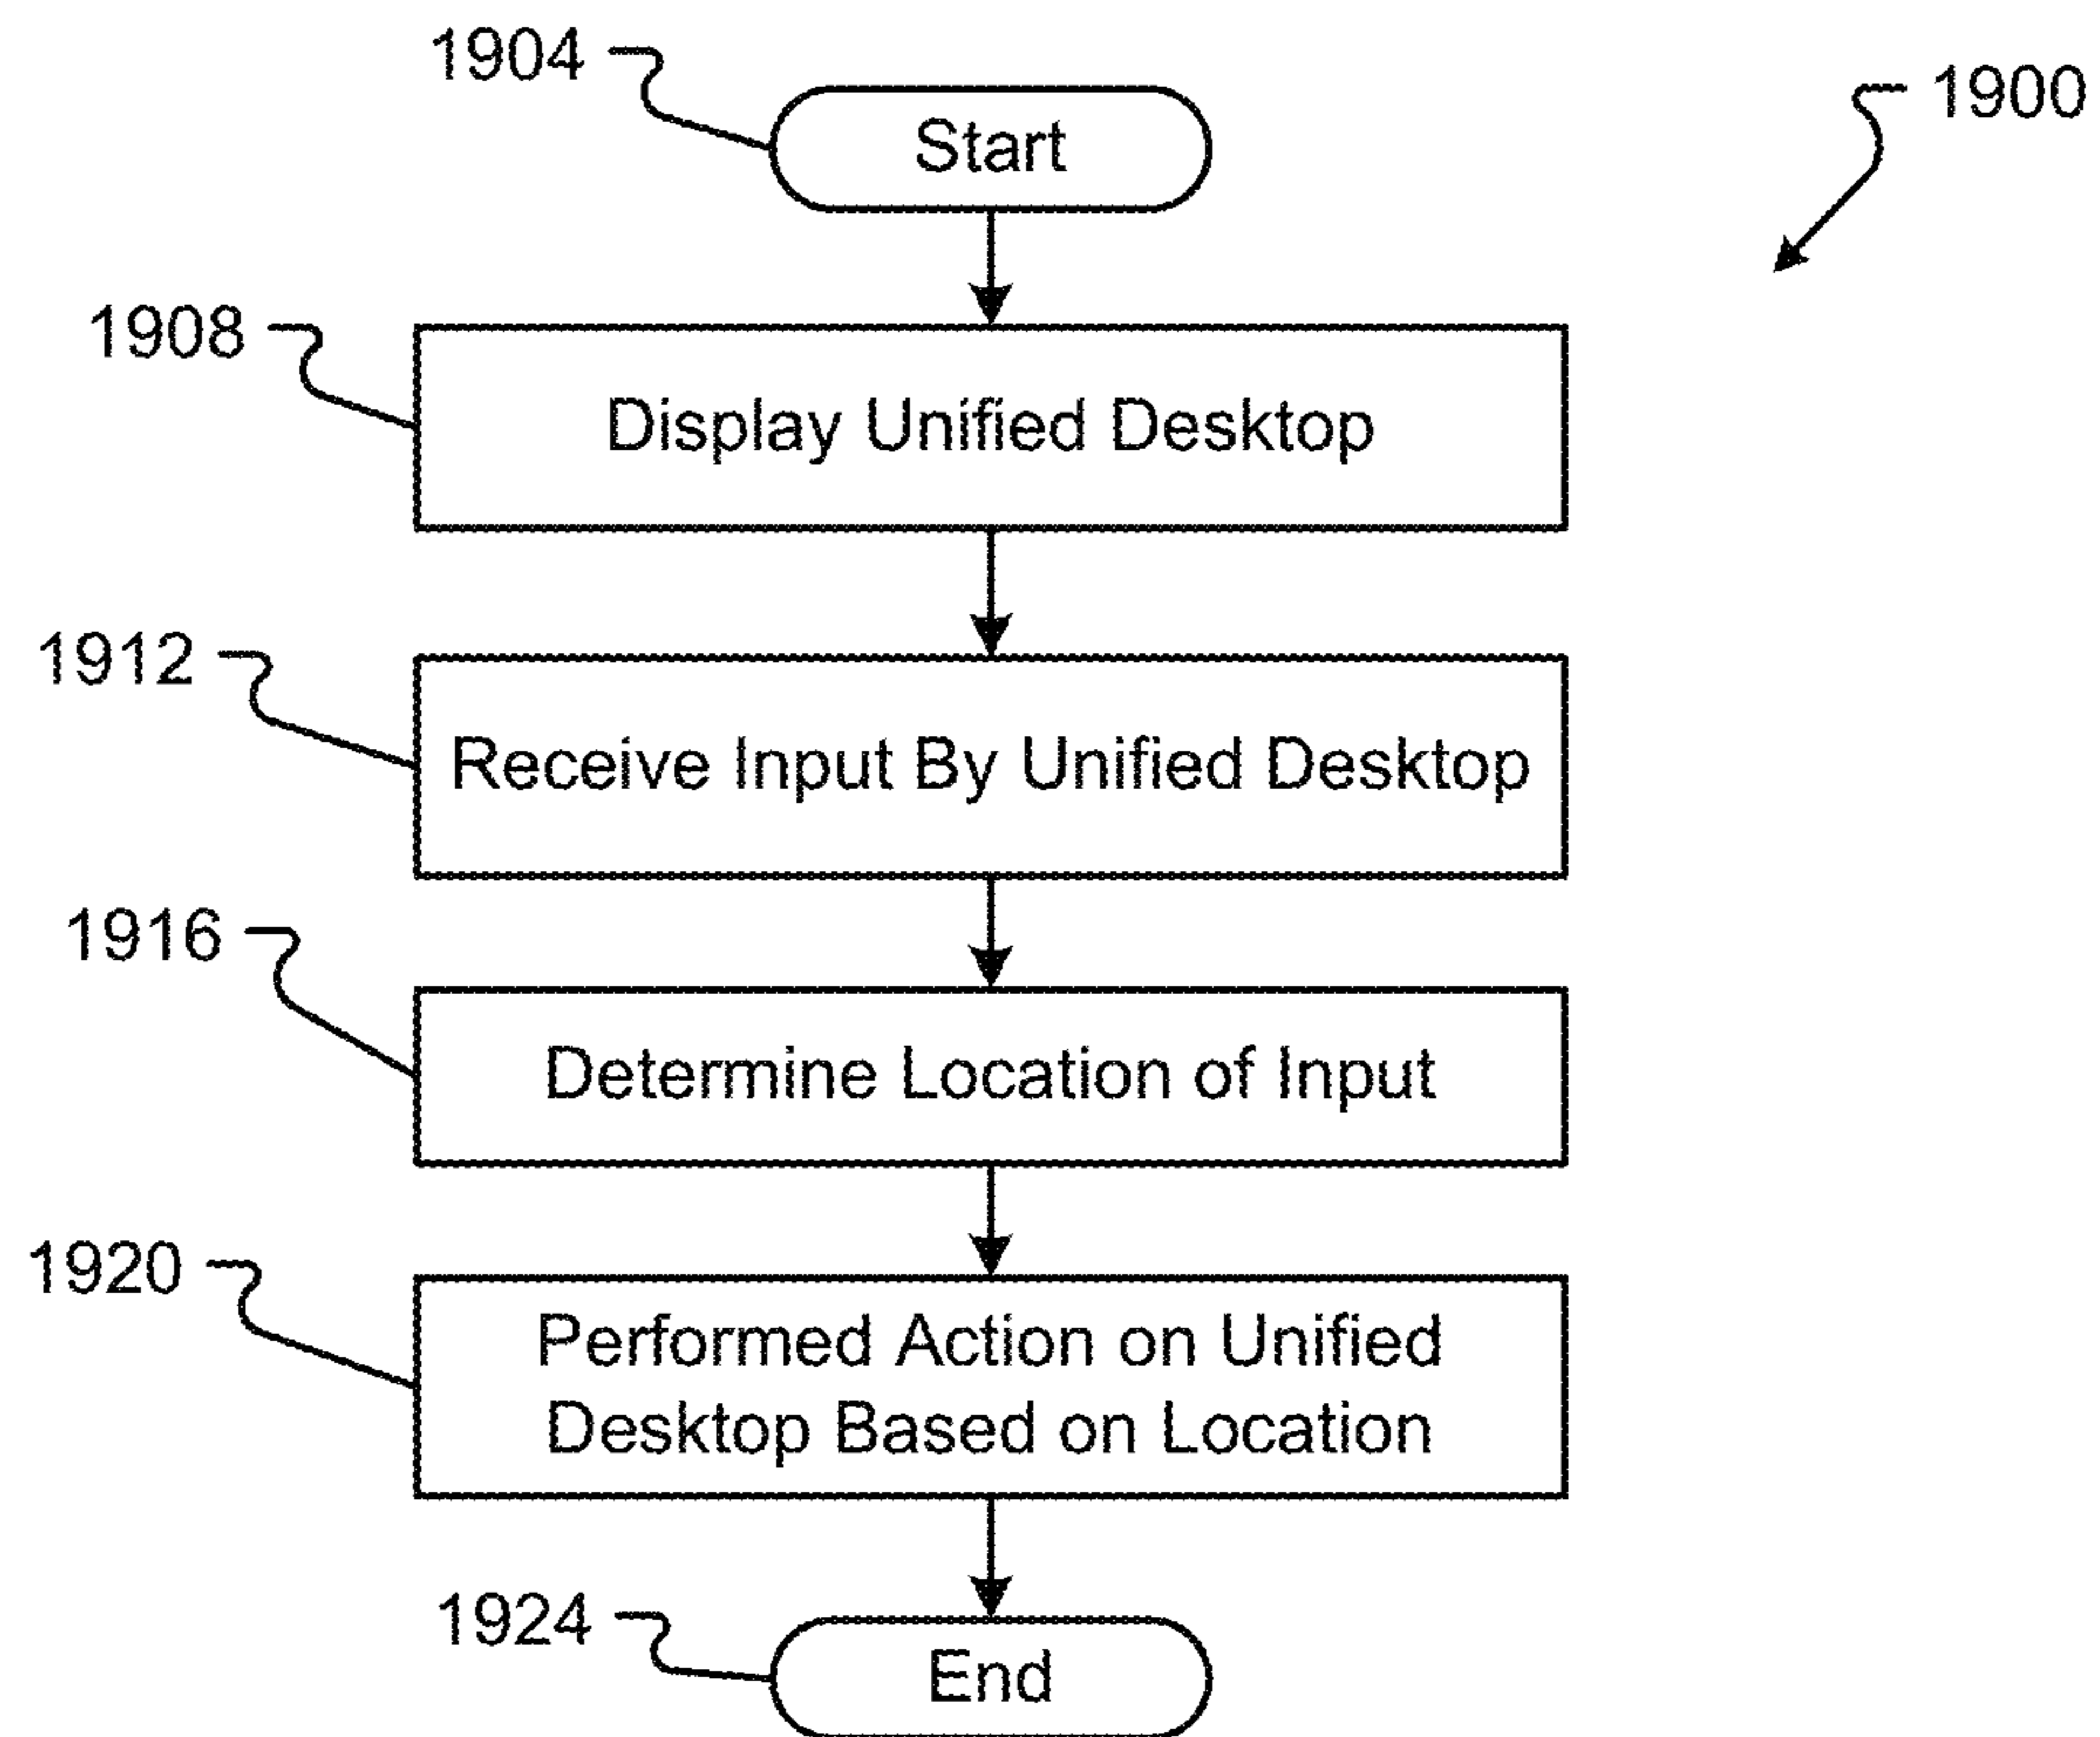 1904
Start
1900
1908
Display Unified Desktop
1912
Receive Input By Unified Desktop
1916
Determine Location of Input
1920
Performed Action on Unified
Desktop Based on Location
1924
End